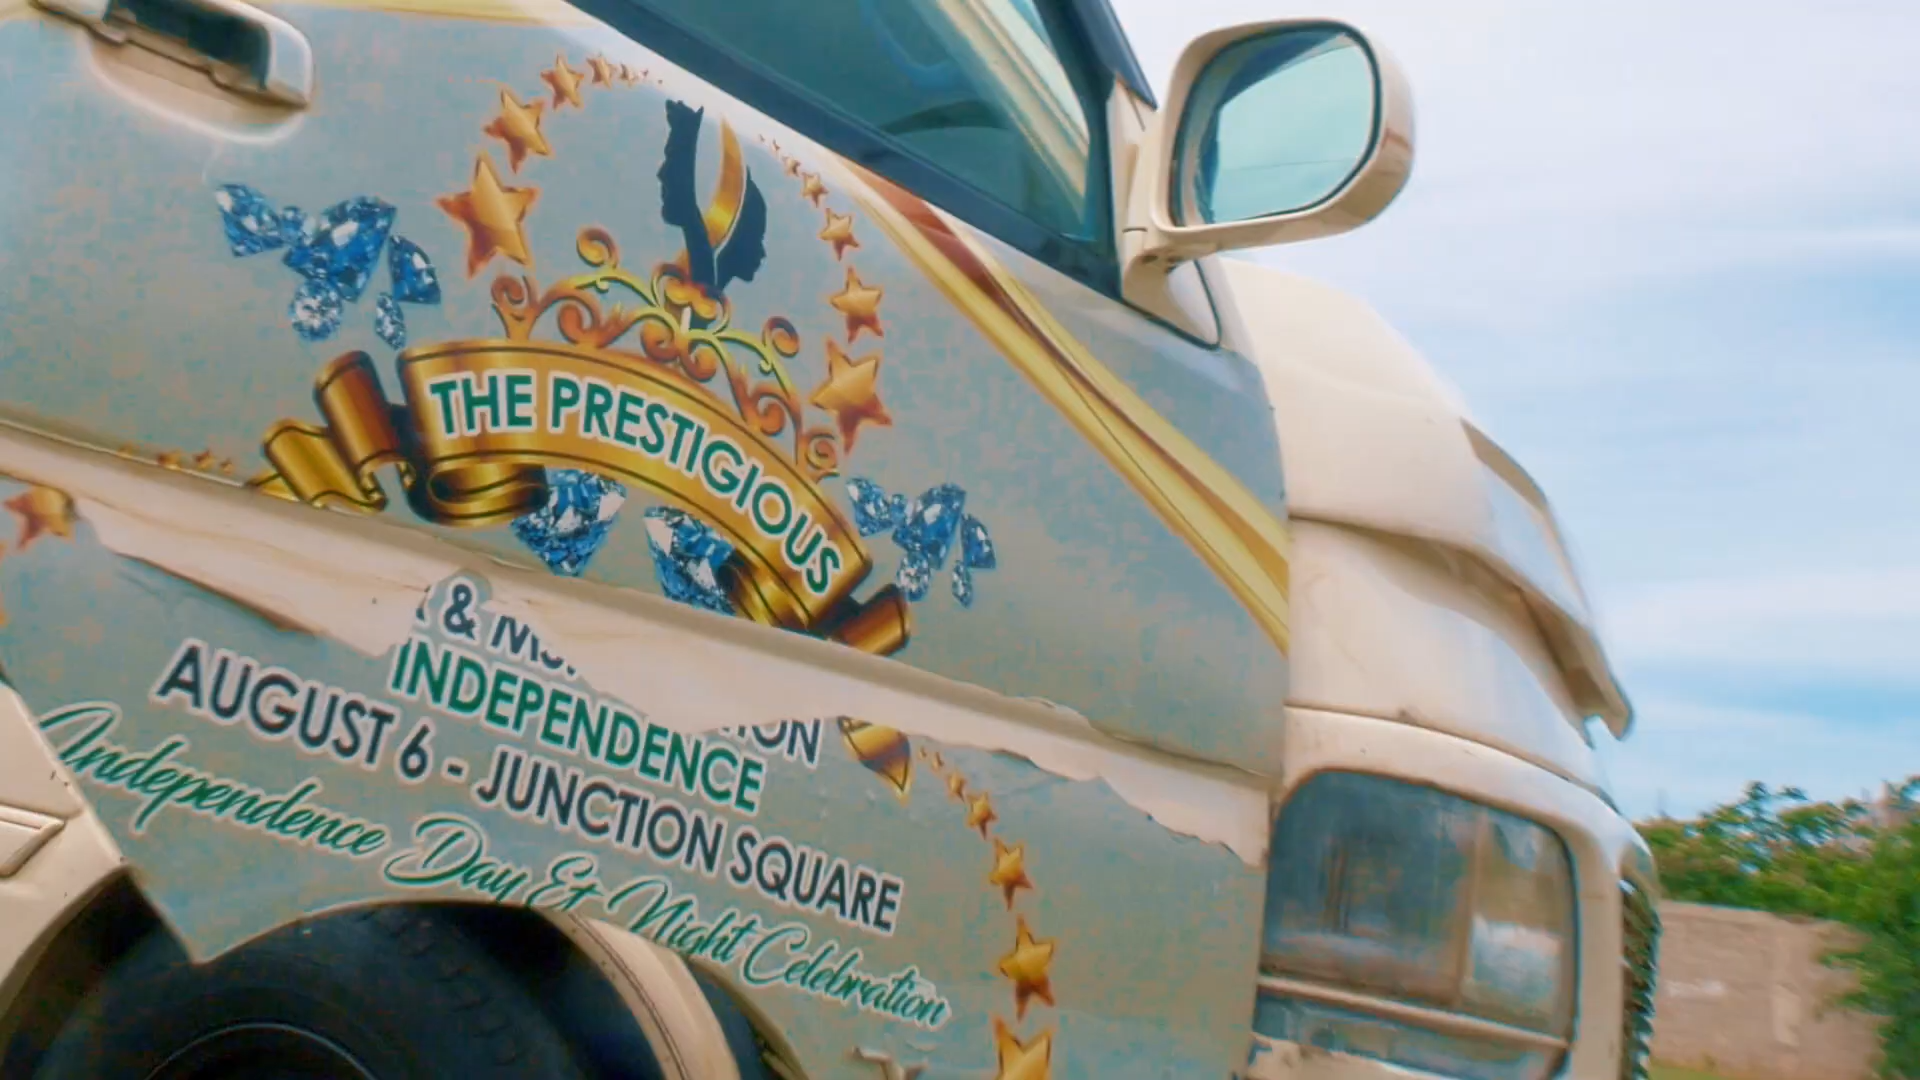 THE PRESTIGIOUS
&
INDEPENDENCE
AUGUST 6 - JUNCTION SQUARE
Independence Day & Night Celebration